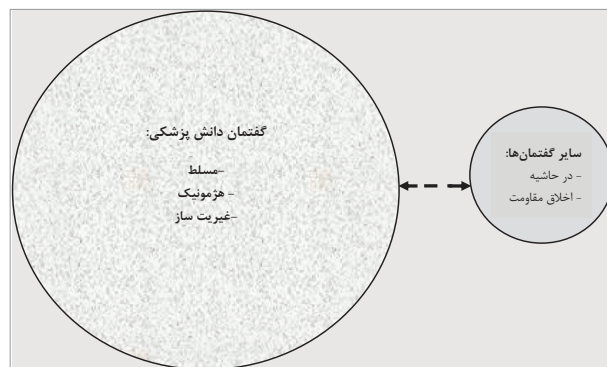 گفتمان دانش پزشکی:
-مسلط
- هژمونیک
-غیریت ساز
سایر گفتمان‌ها:
- در حاشیه
- اخلاق مقاومت